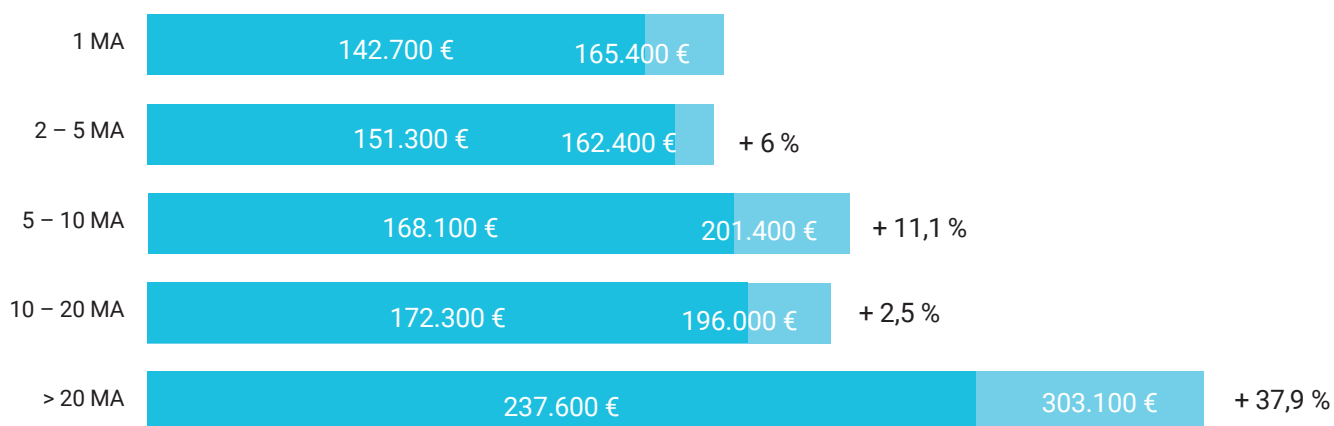 1 MA 142.700 € 165.400 €
2 – 5 MA 151.300 € 162.400 € + 6 %
5 – 10 MA 168.100 € 201.400 € + 11,1 %
10 – 20 MA 172.300 € 196.000 € + 2,5 %
> 20 MA 237.600 € 303.100 € + 37,9 %